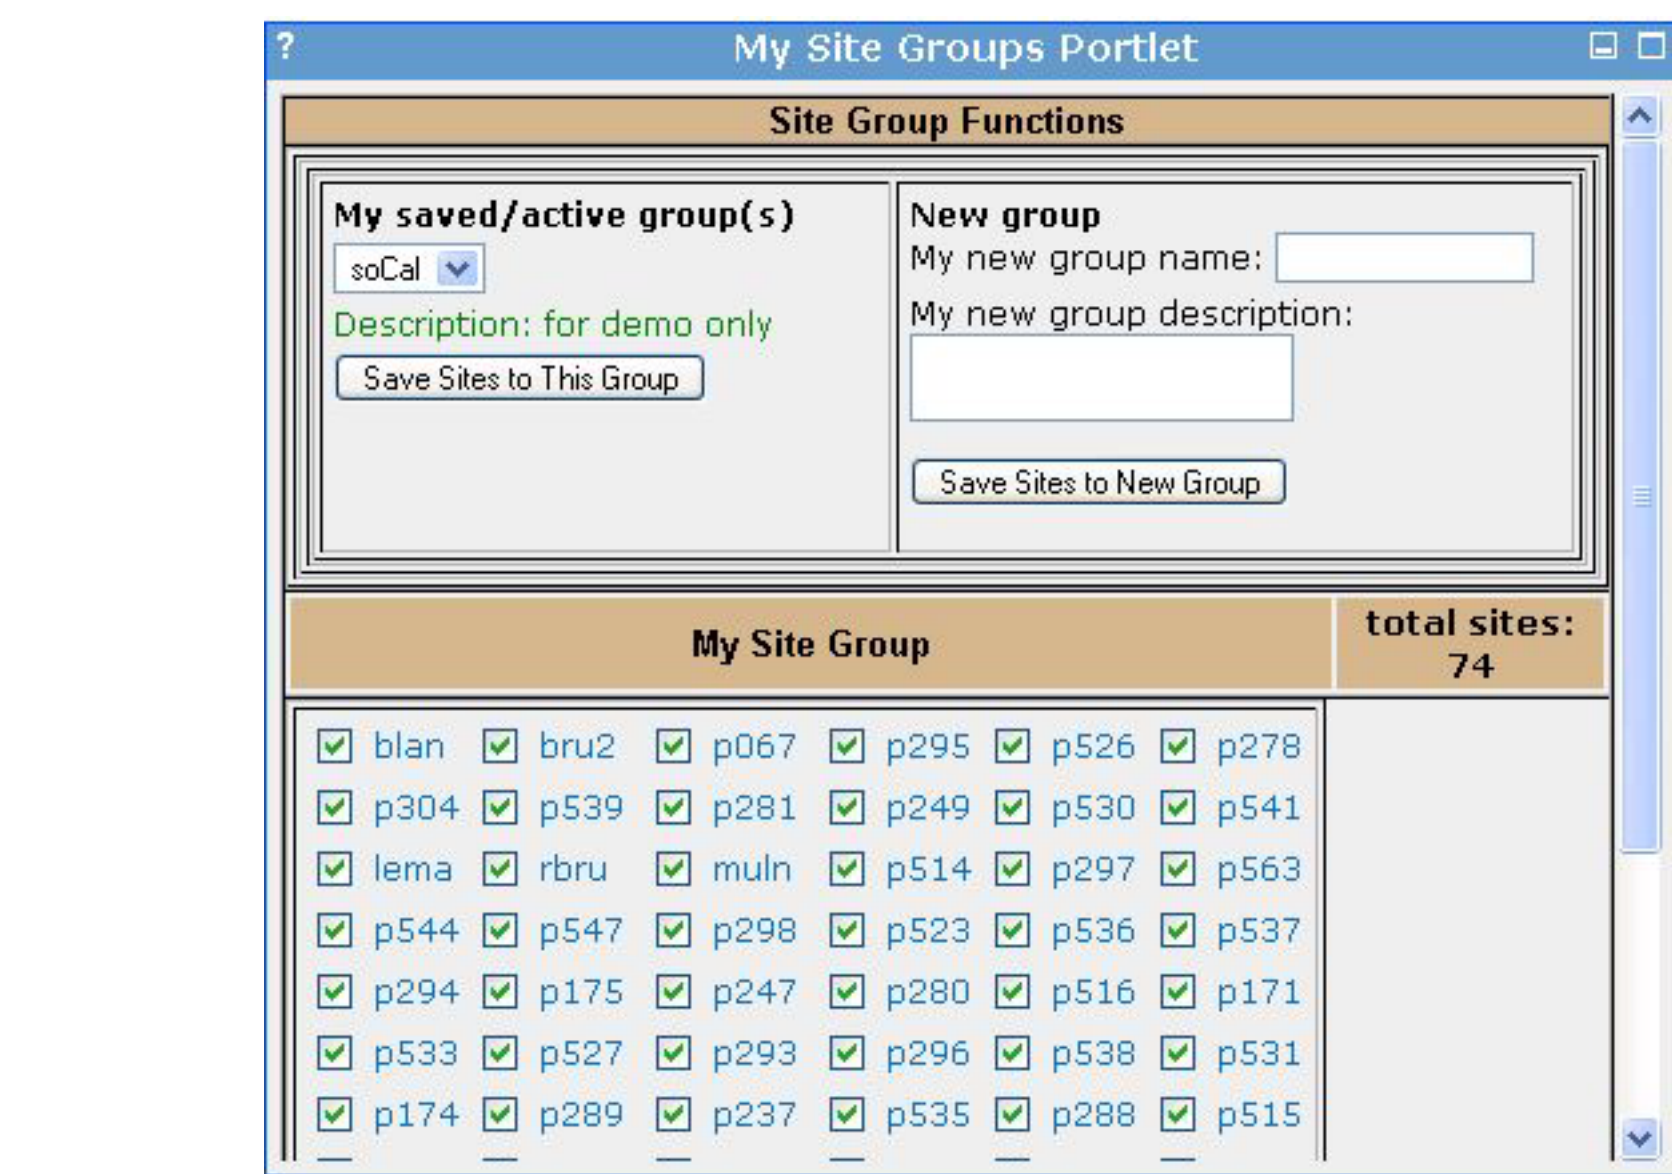 ? My Site Groups Portlet
Site Group Functions
My saved/active group(s)
soCal
Description: for demo only
Save Sites to This Group
New group
My new group name:
My new group description:
Save Sites to New Group
My Site Group
total sites:
74
blan bru2 p067 p295 p526 p278
p304 p539 p281 p249 p530 p541
lema rbru muln p514 p297 p563
p544 p547 p298 p523 p536 p537
p294 p175 p247 p280 p516 p171
p533 p527 p293 p296 p538 p531
p174 p289 p237 p535 p288 p515